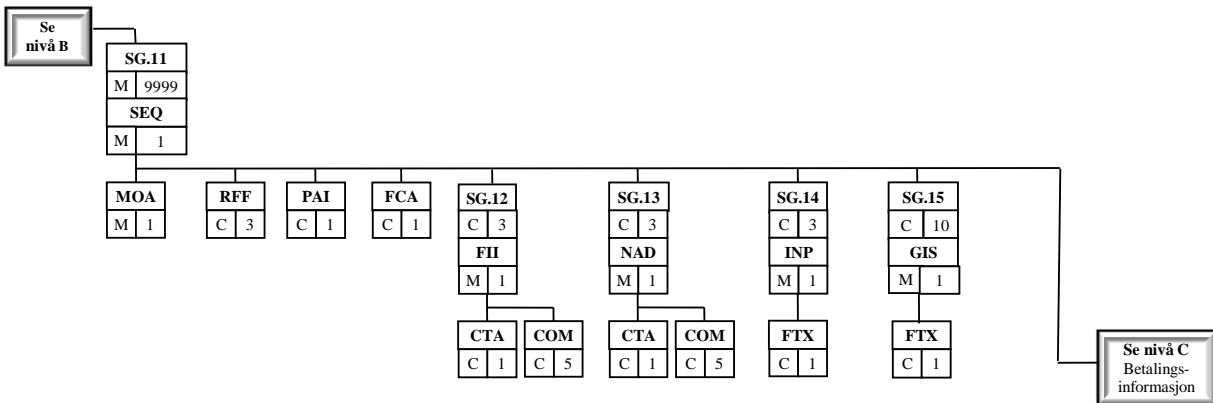 Se
nivå B
SG.11
M 9999
SEQ
M 1
MOA RFF PAI FCA SG.12 SG.13 SG.14 SG.15
M 1 C 3 C 1 C 1 C 3 C 3 C 3 C 10
FII NAD INP GIS
M 1 M 1 M 1 M 1
CTA COM CTA COM FTX FTX
C 1 C 5 C 1 C 5 C 1 C 1
Se nivå C
Betalings-
informasjon